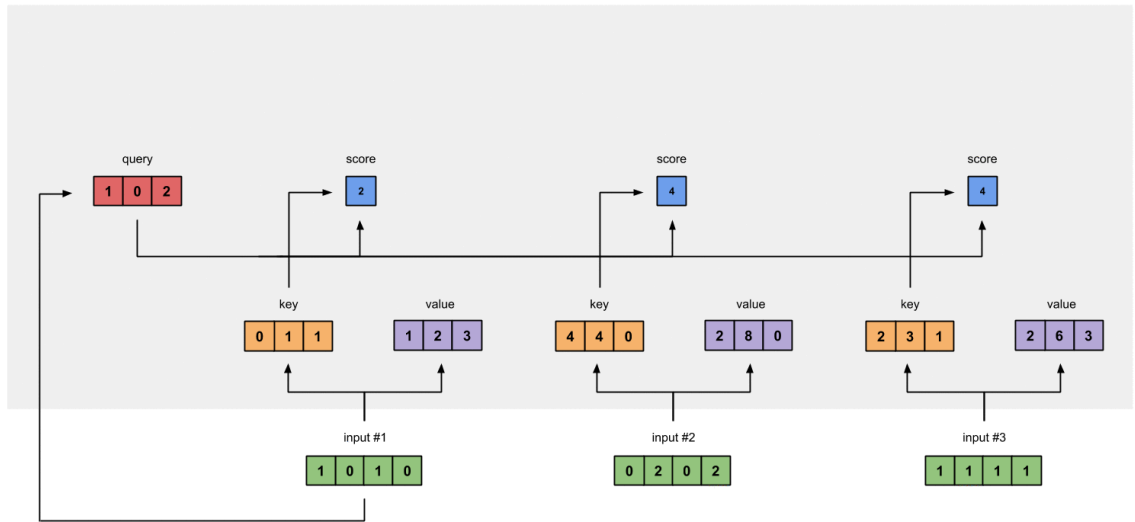 query score score score
1 0 2 2 4 4
key value key value key value
0 1 1 1 2 3 4 4 0 2 8 0 2 3 1 2 6 3
input #1 input #2 input #3
1 0 1 0 0 2 0 2 1 1 1 1